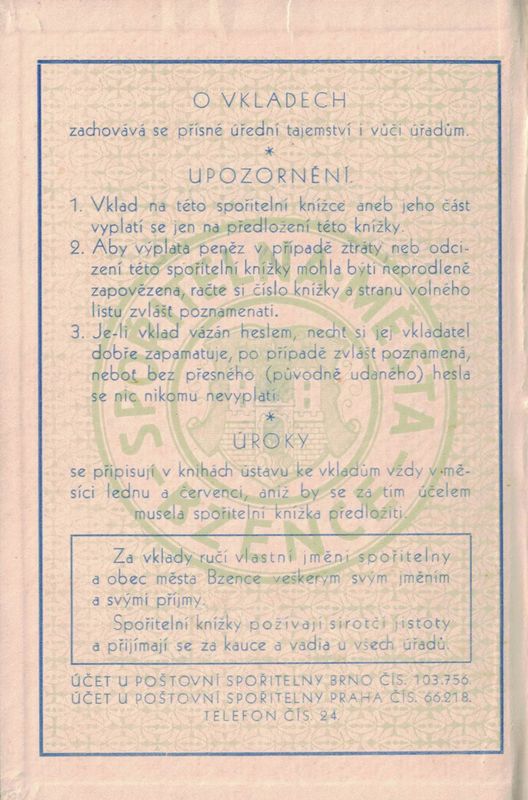 O VKLADECH
zachovává se přísné úřední tajemství i vůči úřadům.
*
UPOZORNĚNÍ.
1. Vklad na této spořitelní knížce aneb jeho část
vyplatí se jen na předložení této knížky.
2. Aby výplata peněz v případě ztráty neb odci-
zení této spořitelní knížky mohla býti neprodleně
zapovězena, račte si číslo knížky a stranu volného
listu zvlášť poznamenati.
3. Je-li vklad vázán heslem, nechť si jej vkladatel
dobře zapamatuje, po případě zvlášť poznamená,
neboť bez přesného (původně udaného) hesla
se nic nikomu nevyplatí.
*
ÚROKY
se připisují v knihách ústavu ke vkladům vždy v mě-
síci lednu a červenci, aniž by se za tím účelem
musela spořitelní knížka předložiti.
Za vklady ručí vlastní jmění spořitelny
a obec města Bzence veškerým svým jměním
a svými příjmy.
Spořitelní knížky požívají sirotčí jistoty
a přijímají se za kauce a vadia u všech úřadů.
ÚČET U POŠTOVNÍ SPOŘITELNY BRNO ČÍS. 103.756.
ÚČET U POŠTOVNÍ SPOŘITELNY PRAHA ČÍS. 66.218.
TELEFON ČÍS. 24.
SPOŘITELNA MĚSTA
BZENCE